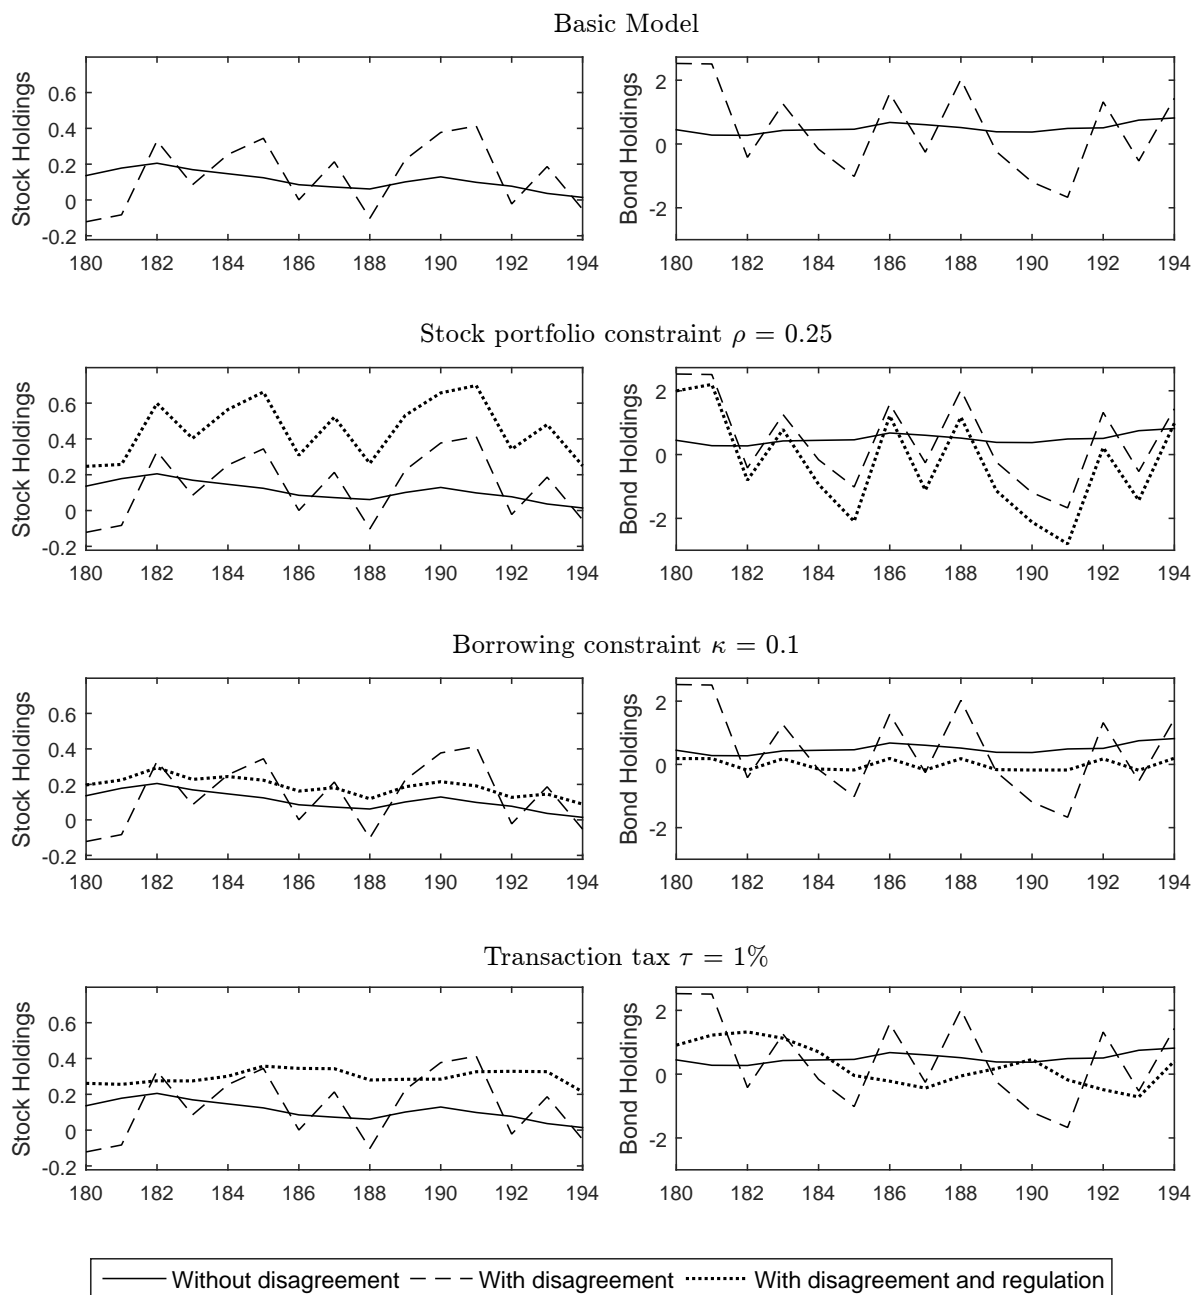 Basic Model
Stock Holdings
0.6
0.4
0.2
0
-0.2
180 182 184 186 188 190 192 194
Bond Holdings
2
0
-2
180 182 184 186 188 190 192 194
Stock portfolio constraint ρ = 0.25
Stock Holdings
0.6
0.4
0.2
0
-0.2
180 182 184 186 188 190 192 194
Bond Holdings
2
0
-2
180 182 184 186 188 190 192 194
Borrowing constraint κ = 0.1
Stock Holdings
0.6
0.4
0.2
0
-0.2
180 182 184 186 188 190 192 194
Bond Holdings
2
0
-2
180 182 184 186 188 190 192 194
Transaction tax τ = 1%
Stock Holdings
0.6
0.4
0.2
0
-0.2
180 182 184 186 188 190 192 194
Bond Holdings
2
0
-2
180 182 184 186 188 190 192 194
Without disagreement With disagreement With disagreement and regulation